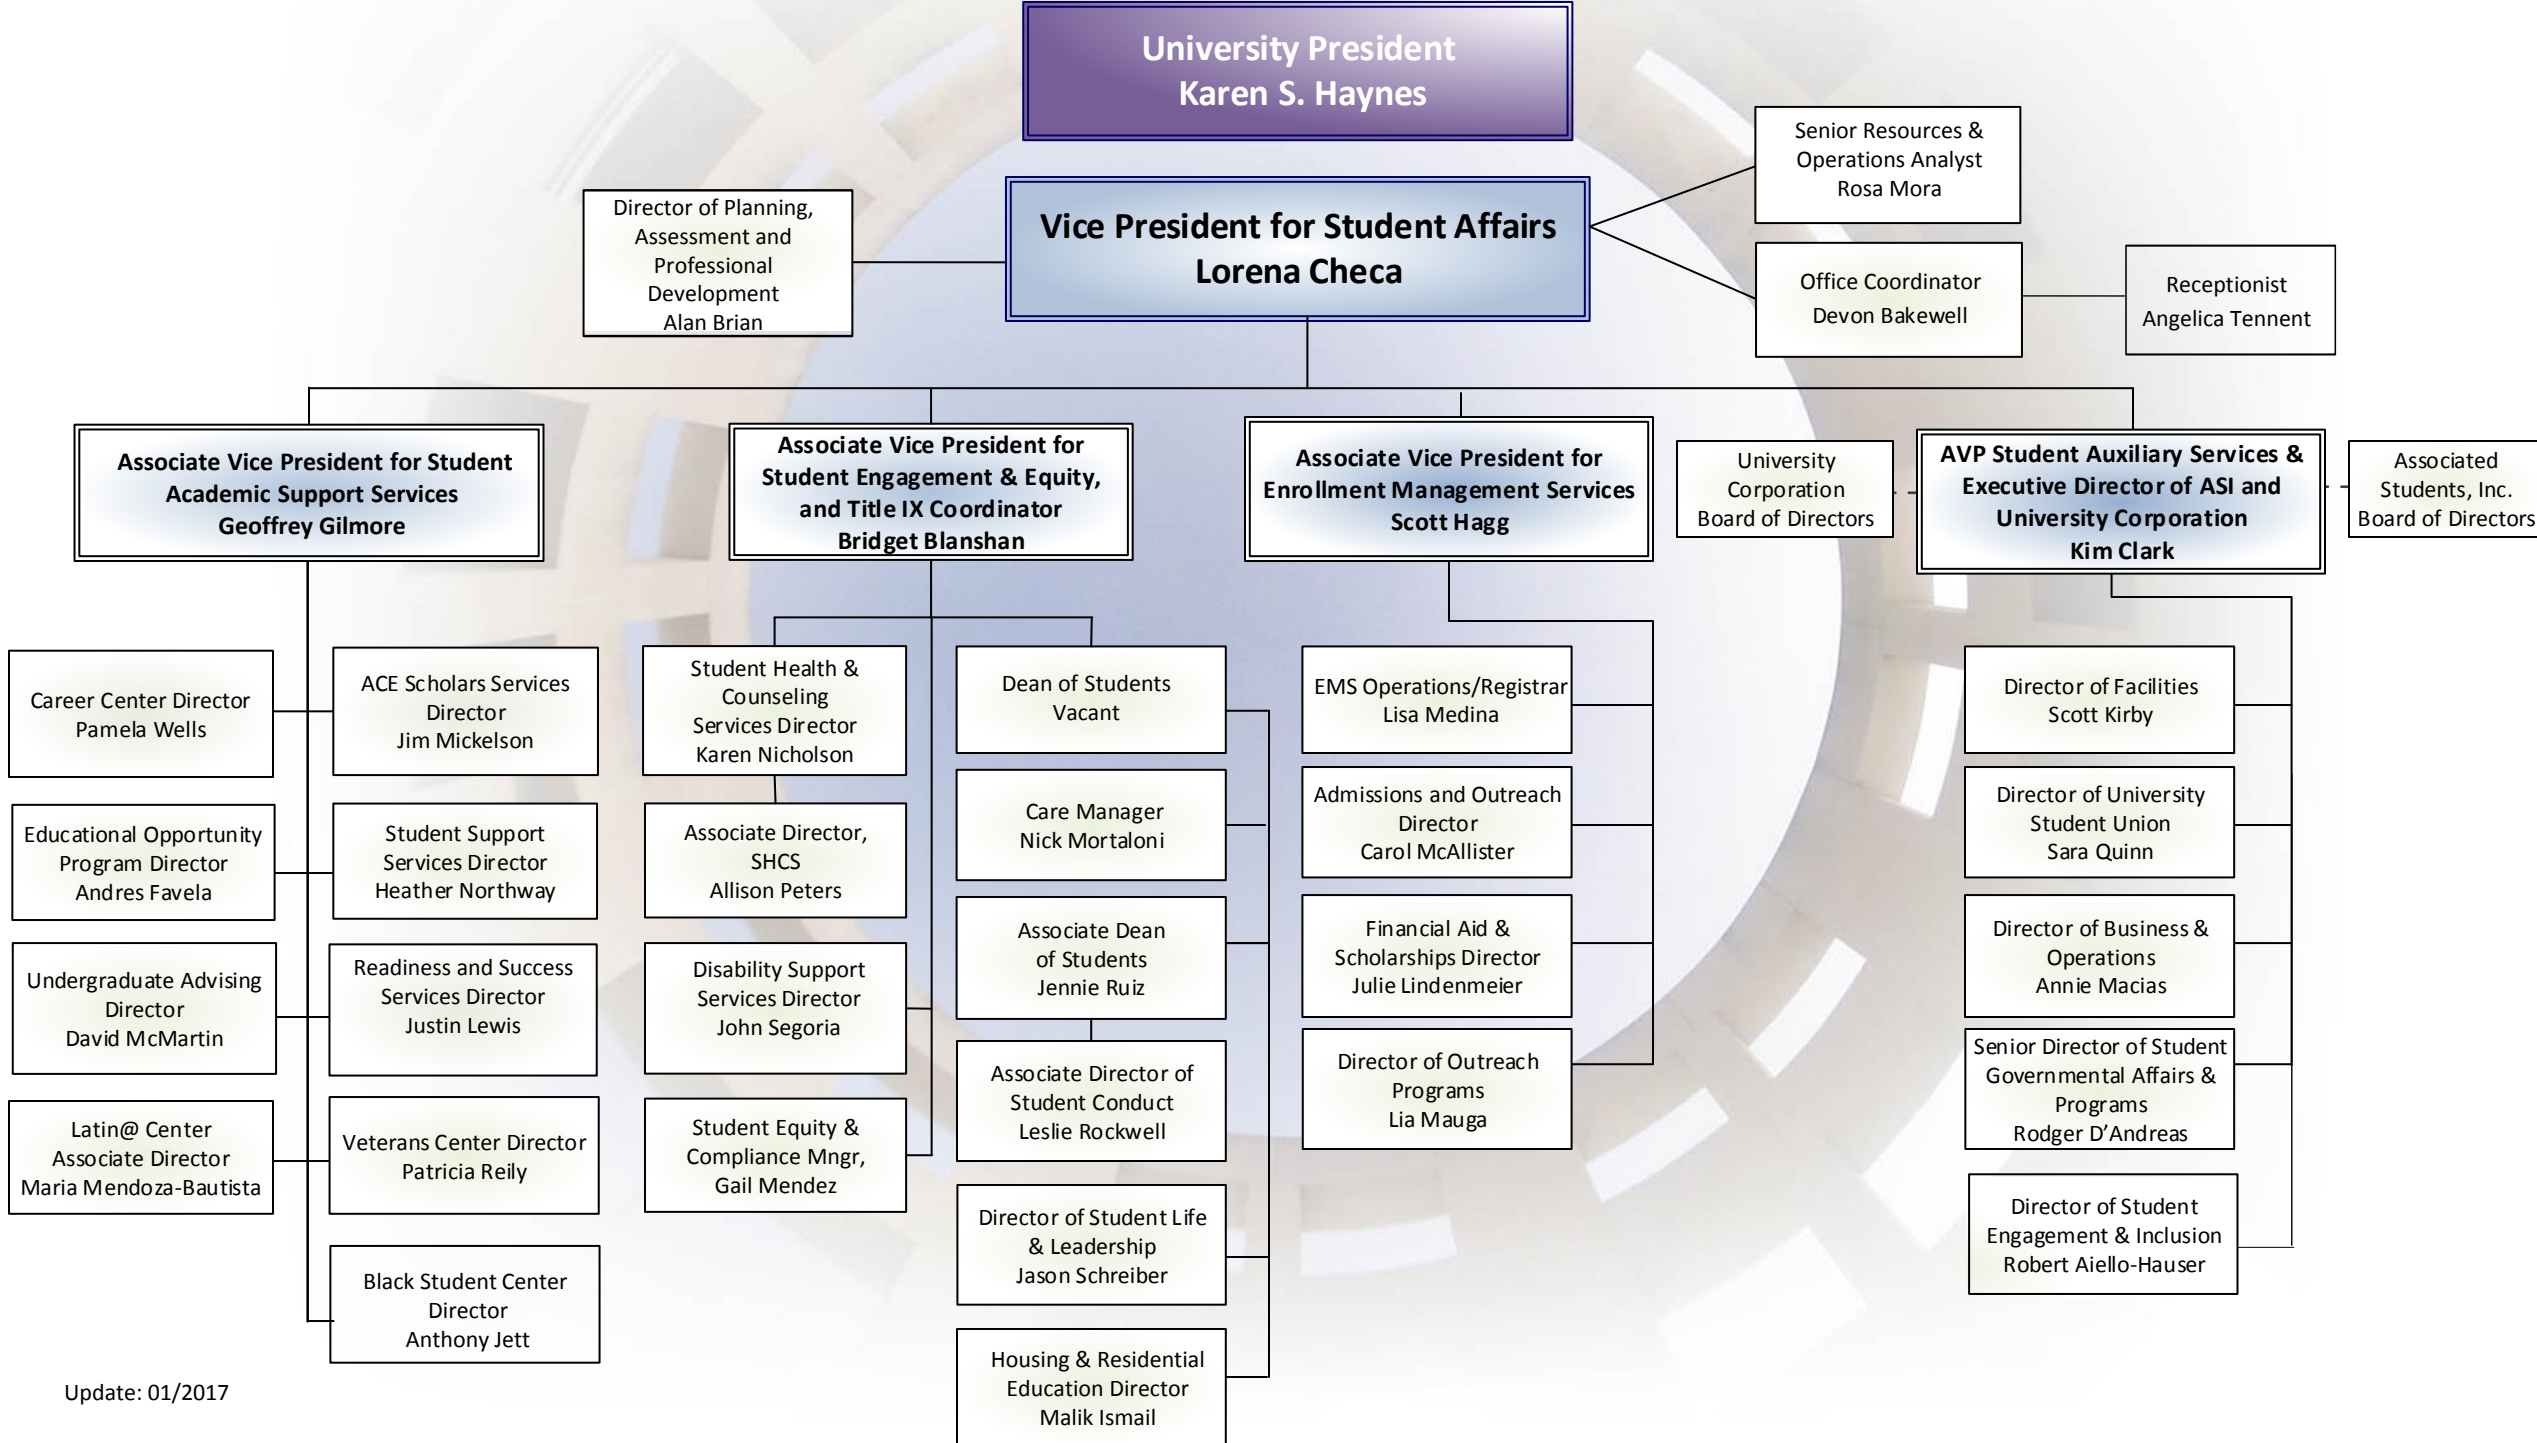 University President
Karen S. Haynes
Senior Resources &
Operations Analyst
Rosa Mora
Director of Planning,
Assessment and
Professional
Development
Alan Brian
Vice President for Student Affairs
Lorena Checa
Office Coordinator
Devon Bakewell
Receptionist
Angelica Tennent
Associate Vice President for Student
Academic Support Services
Geoffrey Gilmore
Associate Vice President for
Student Engagement & Equity,
and Title IX Coordinator
Bridget Blanshan
Associate Vice President for
Enrollment Management Services
Scott Hagg
University
Corporation
Board of Directors
AVP Student Auxiliary Services &
Executive Director of ASI and
University Corporation
Kim Clark
Associated
Students, Inc.
Board of Directors
Career Center Director
Pamela Wells
ACE Scholars Services
Director
Jim Mickelson
Educational Opportunity
Program Director
Andres Favela
Student Support
Services Director
Heather Northway
Undergraduate Advising
Director
David McMartin
Readiness and Success
Services Director
Justin Lewis
Latin@ Center
Associate Director
Maria Mendoza-Bautista
Veterans Center Director
Patricia Reily
Black Student Center
Director
Anthony Jett
Student Health &
Counseling
Services Director
Karen Nicholson
Associate Director,
SHCS
Allison Peters
Disability Support
Services Director
John Segoria
Student Equity &
Compliance Mngr,
Gail Mendez
Dean of Students
Vacant
Care Manager
Nick Mortaloni
Associate Dean
of Students
Jennie Ruiz
Associate Director of
Student Conduct
Leslie Rockwell
Director of Student Life
& Leadership
Jason Schreiber
Housing & Residential
Education Director
Malik Ismail
EMS Operations/Registrar
Lisa Medina
Admissions and Outreach
Director
Carol McAllister
Financial Aid &
Scholarships Director
Julie Lindenmeier
Director of Outreach
Programs
Lia Mauga
Director of Facilities
Scott Kirby
Director of University
Student Union
Sara Quinn
Director of Business &
Operations
Annie Macias
Senior Director of Student
Governmental Affairs &
Programs
Rodger D’Andreas
Director of Student
Engagement & Inclusion
Robert Aiello-Hauser
Update: 01/2017